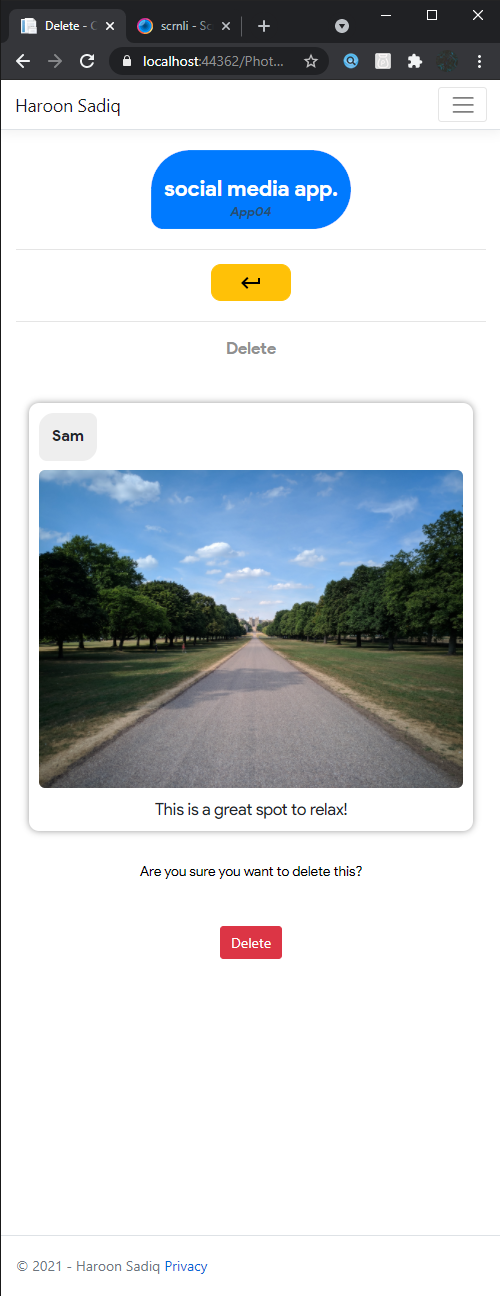 Delete - C
scrnli - Sc
localhost:44362/Phot...
Haroon Sadiq
social media app.
App04
Delete
Sam
This is a great spot to relax!
Are you sure you want to delete this?
Delete
© 2021 - Haroon Sadiq Privacy